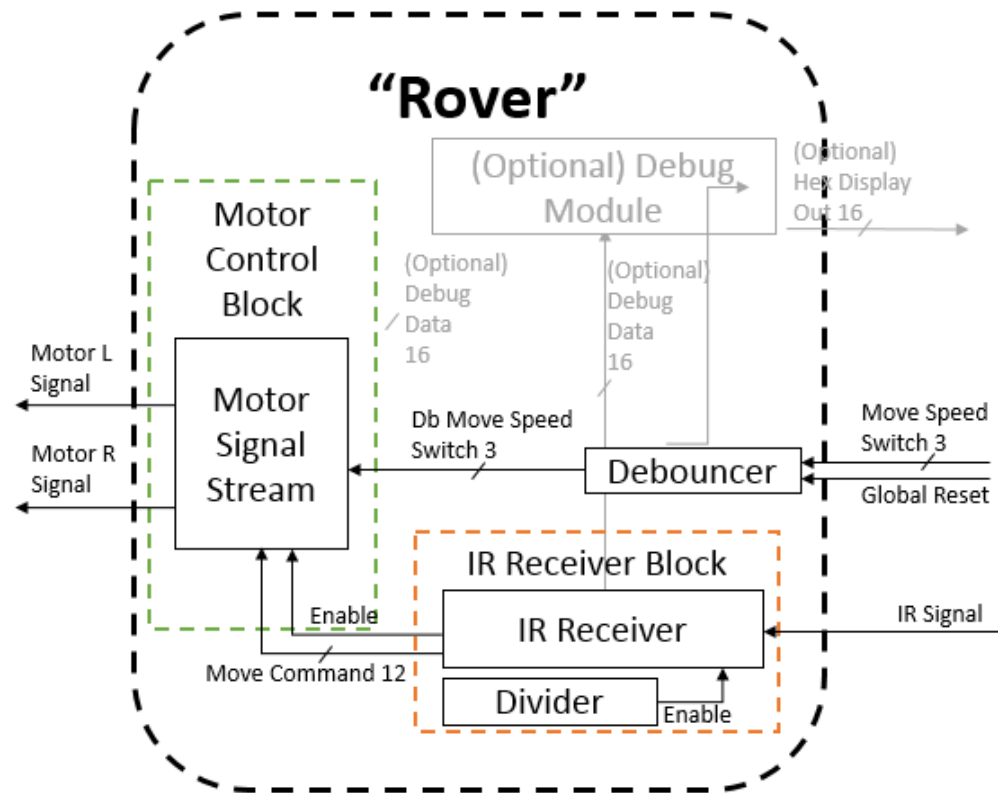 “Rover”
(Optional) Debug
Module
(Optional)
Hex Display
Out 16
Motor
Control
Block
(Optional)
Debug
Data
16
(Optional)
Debug
Data
16
Motor L
Signal
Motor R
Signal
Motor
Signal
Stream
Db Move Speed
Switch 3
Debouncer
Move Speed
Switch 3
Global Reset
IR Receiver Block
IR Receiver
IR Signal
Enable
Move Command 12
Divider
Enable